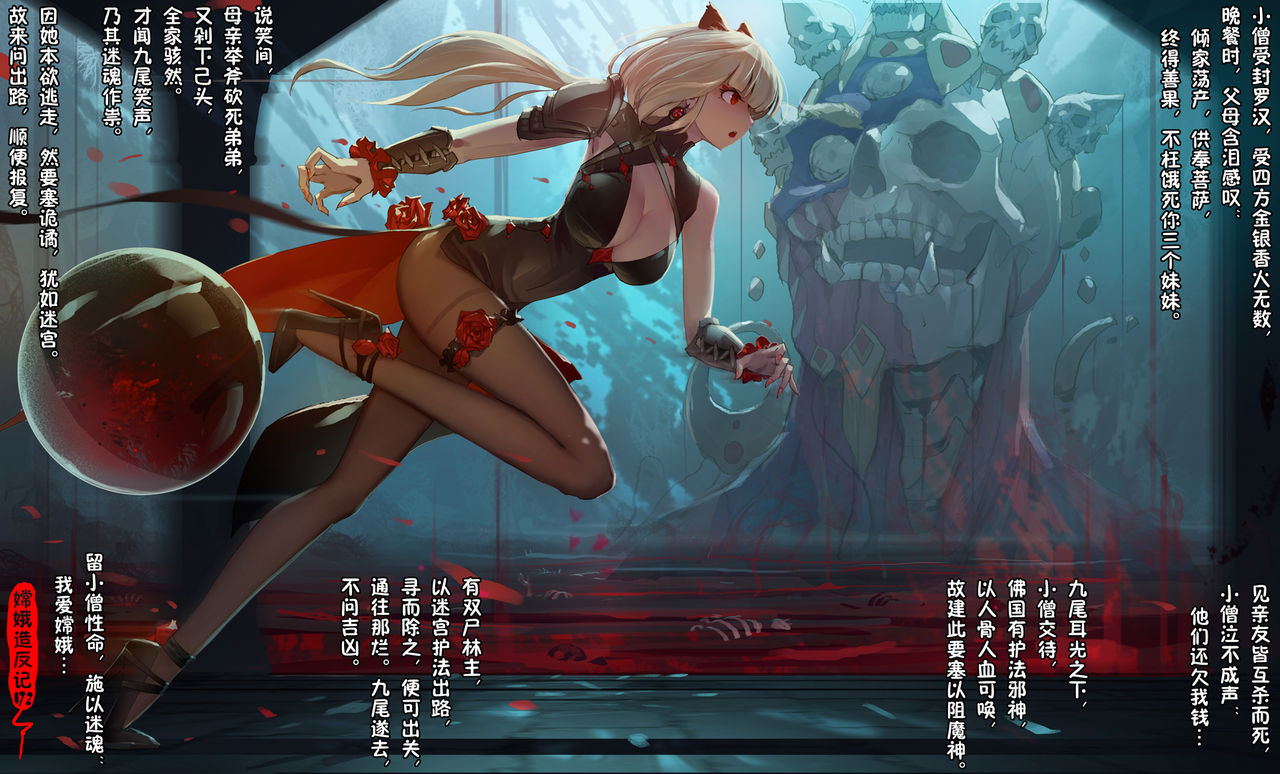 小僧受封罗汉，受四方金银香火无数，
晚餐时，父母含泪感叹：
倾家荡产，供奉菩萨，
终得善果，不枉饿死你三个妹妹。
说笑间，
母亲举斧砍死弟弟，
又剁下己头，
全家骇然。
才闻九尾笑声，
乃其迷魂作祟。
因她本欲逃走，然要塞诡谲，犹如迷宫。
故来问出路，顺便报复。
见亲友皆互杀而死，
小僧泣不成声：
他们还欠我钱…
九尾耳光之下，
小僧交待，
佛国有护法邪神，
以人骨人血可唤，
故建此要塞以阻魔神。
有双尸林主，
以迷宫护法出路，
寻而除之，便可出关，
通往那烂。九尾遂去，
不问吉凶。
留小僧性命，施以迷魂：
我爱嫦娥…
嫦娥造反记
172